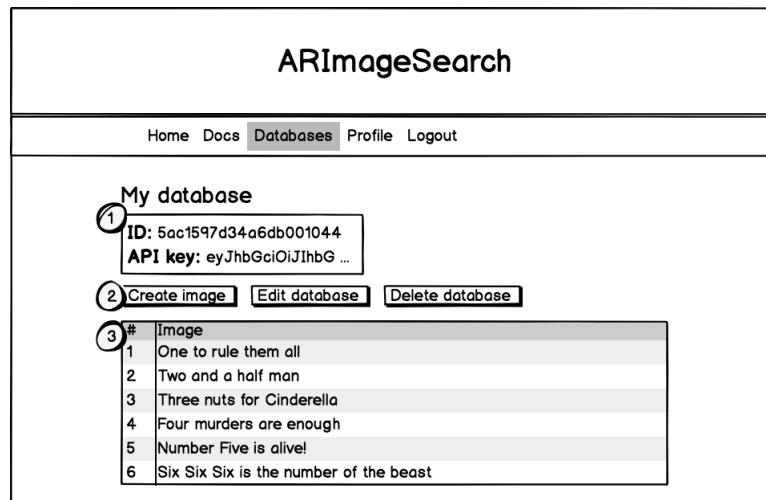 ARImageSearch
Home Docs Databases Profile Logout
My database
1
ID: 5ac1597d34a6db001044
API key: eyJhbGciOiJIhbG ...
2 Create image Edit database Delete database
3 # Image
1 One to rule them all
2 Two and a half man
3 Three nuts for Cinderella
4 Four murders are enough
5 Number Five is alive!
6 Six Six Six is the number of the beast